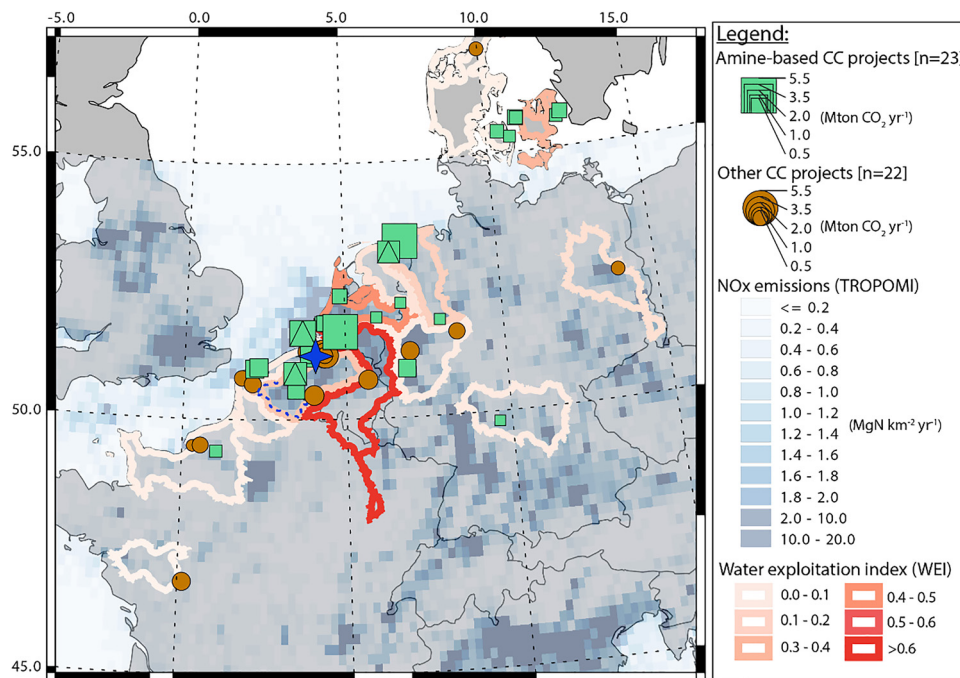 -5.0 0.0 5.0 10.0 15.0
55.0
50.0
45.0
Legend:
Amine-based CC projects [n=23]
5.5
3.5
2.0
1.0
0.5
(Mton CO₂ yr⁻¹)
Other CC projects [n=22]
5.5
3.5
2.0
1.0
0.5
(Mton CO₂ yr⁻¹)
NOx emissions (TROPOMI)
<= 0.2
0.2 - 0.4
0.4 - 0.6
0.6 - 0.8
0.8 - 1.0
1.0 - 1.2
1.2 - 1.4
1.4 - 1.6
1.6 - 1.8
1.8 - 2.0
2.0 - 10.0
10.0 - 20.0
(MgN km⁻² yr⁻¹)
Water exploitation index (WEI)
0.0 - 0.1
0.1 - 0.2
0.3 - 0.4
0.4 - 0.5
0.5 - 0.6
>0.6